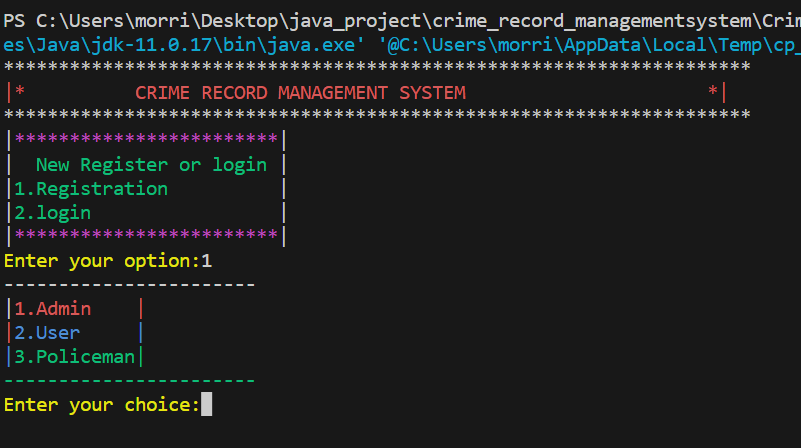 PS C:\Users\morri\Desktop\java_project\crime_record_managementsystem\Crim
es\Java\jdk-11.0.17\bin\java.exe' '@C:\Users\morri\AppData\Local\Temp\cp_
********************************************************************
|*          CRIME RECORD MANAGEMENT SYSTEM                      *|
********************************************************************
|************************|
|  New Register or login |
|1.Registration          |
|2.login                 |
|************************|
Enter your option:1
-----------------------
|1.Admin    |
|2.User     |
|3.Policeman|
-----------------------
Enter your choice: